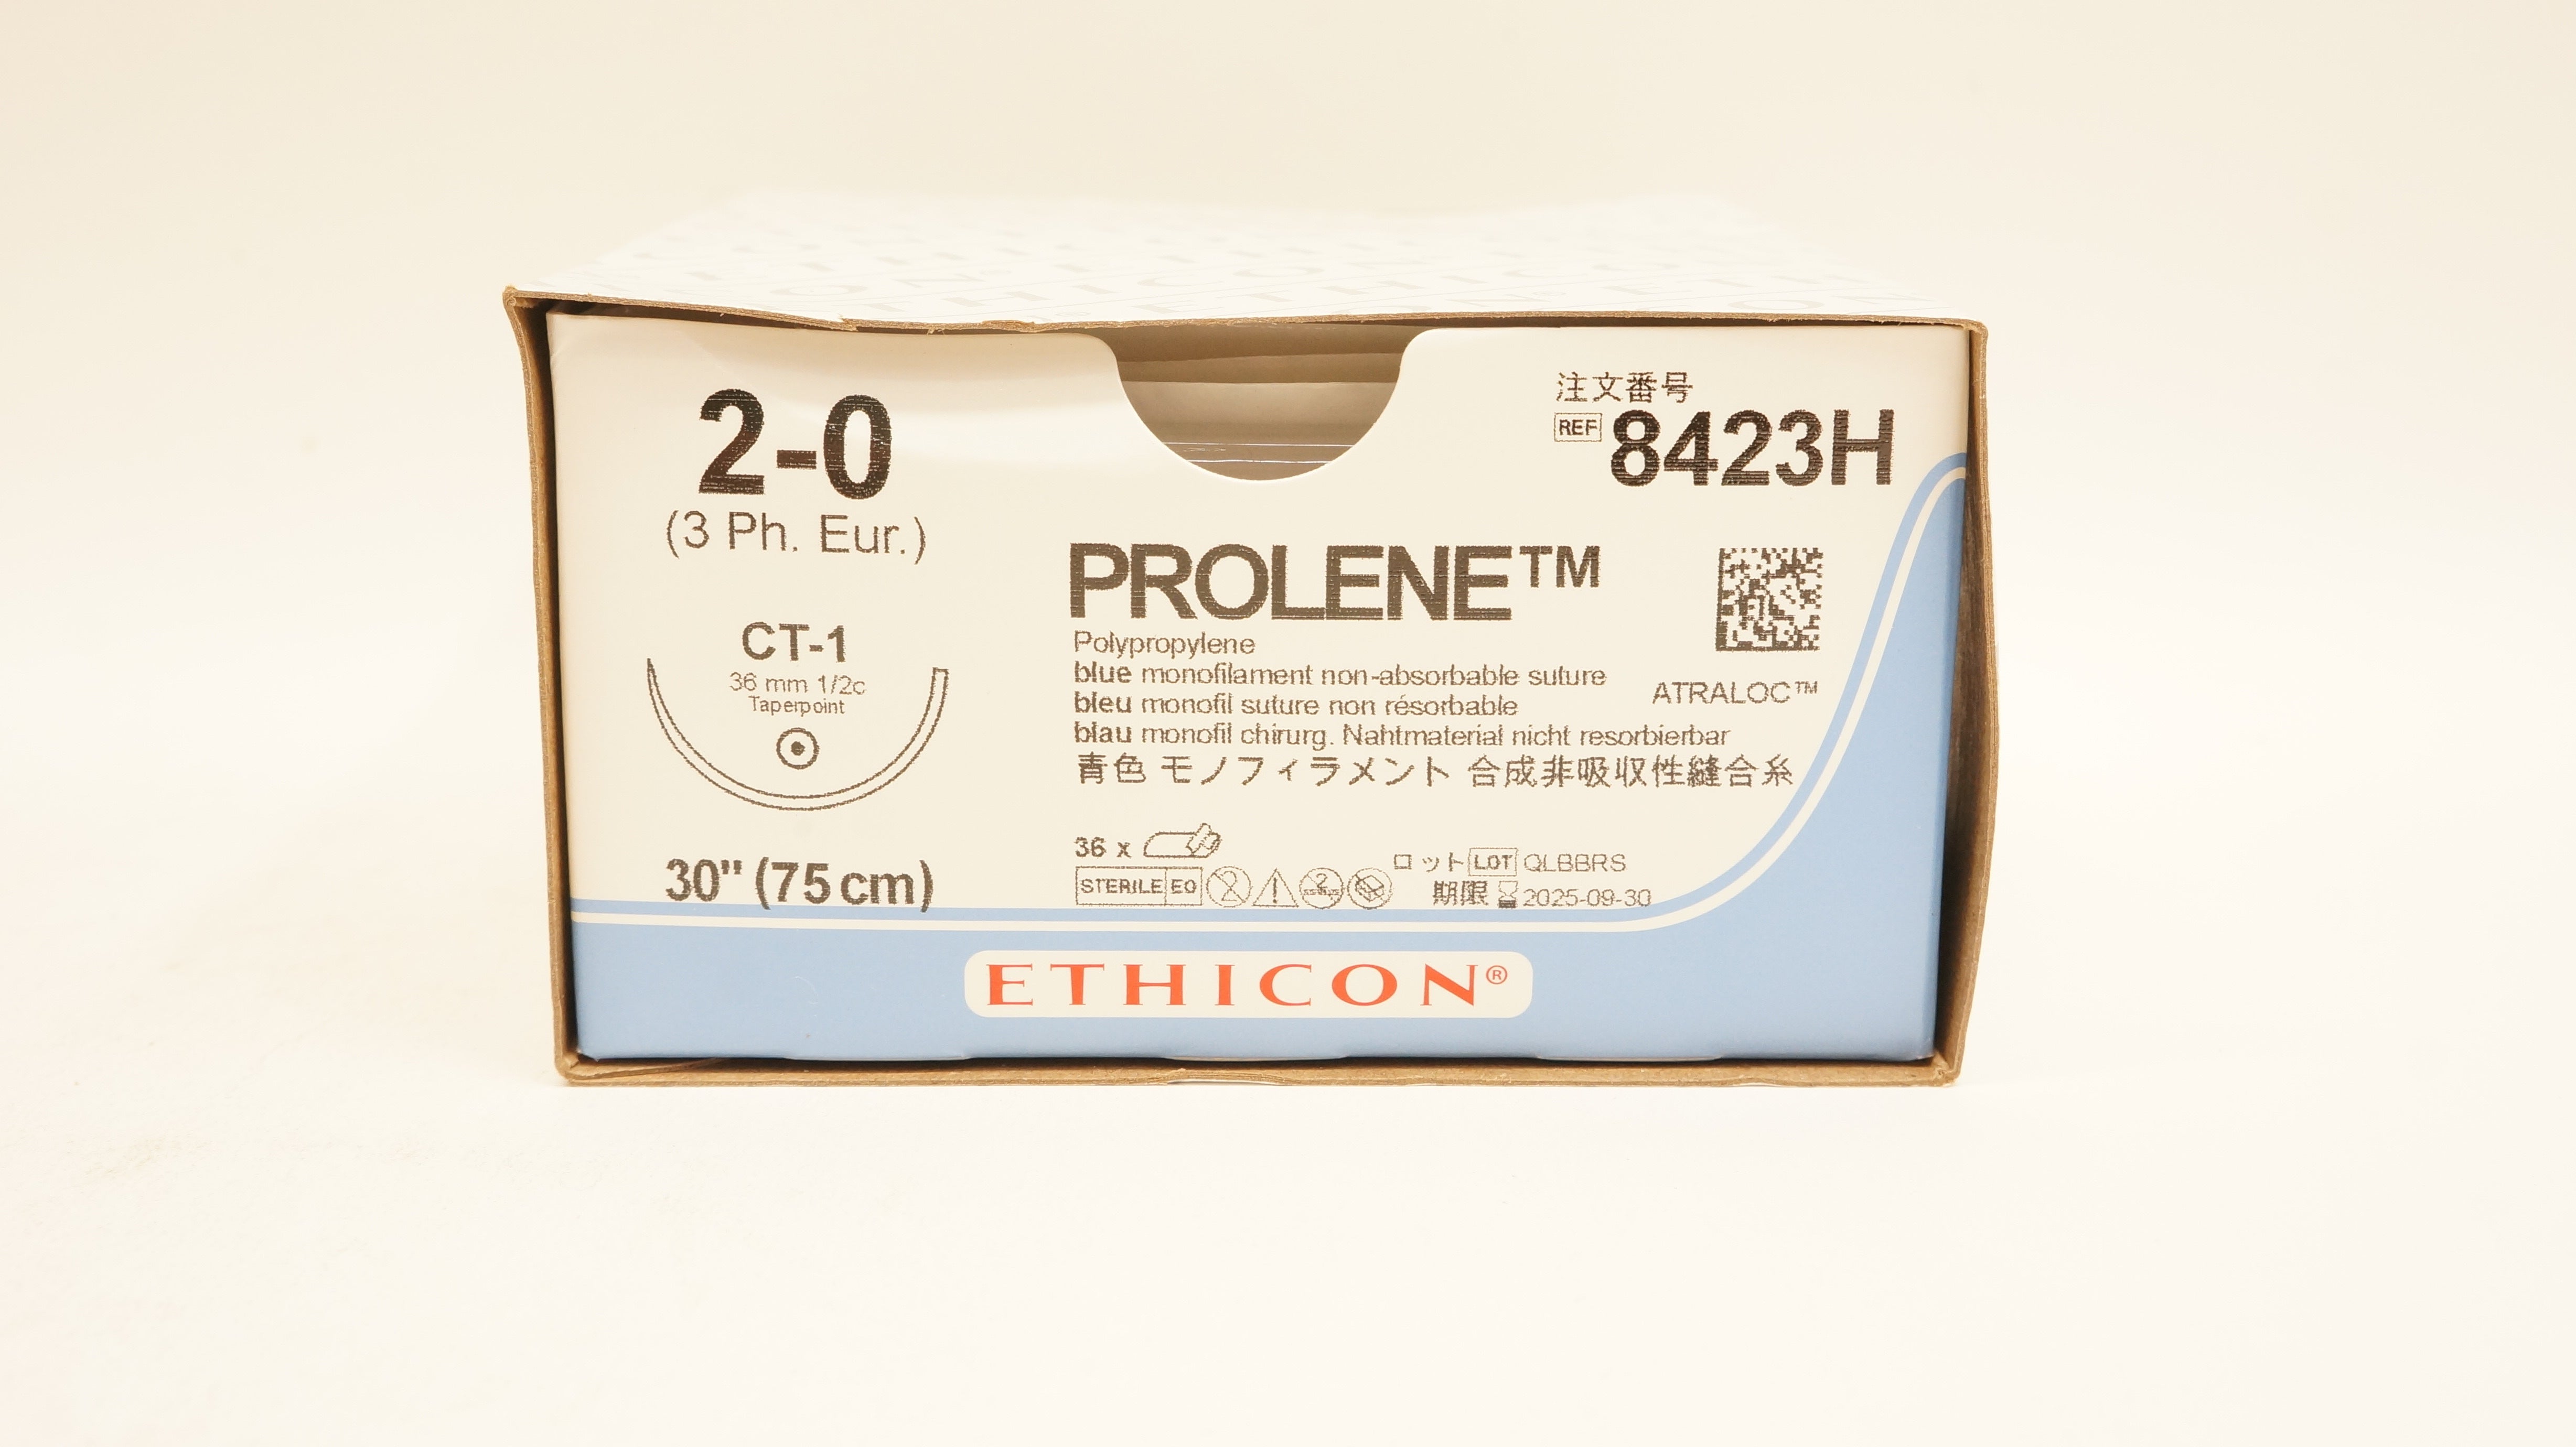 2-0
(3 Ph. Eur.)
CT-1
36 mm 1/2c
Taperpoint
30" (75 cm)
注文番号
REF 8423H
PROLENE™
Polypropylene
blue monofilament non-absorbable suture
bleu monofil suture non résorbable
blau monofil chirurg. Nahtmaterial nicht resorbierbar
青色 モノフィラメント 合成非吸収性縫合糸
ATRALOC™
36 x
STERILE EO
ロット LOT QLBBRS
期限 2025-09-30
ETHICON®